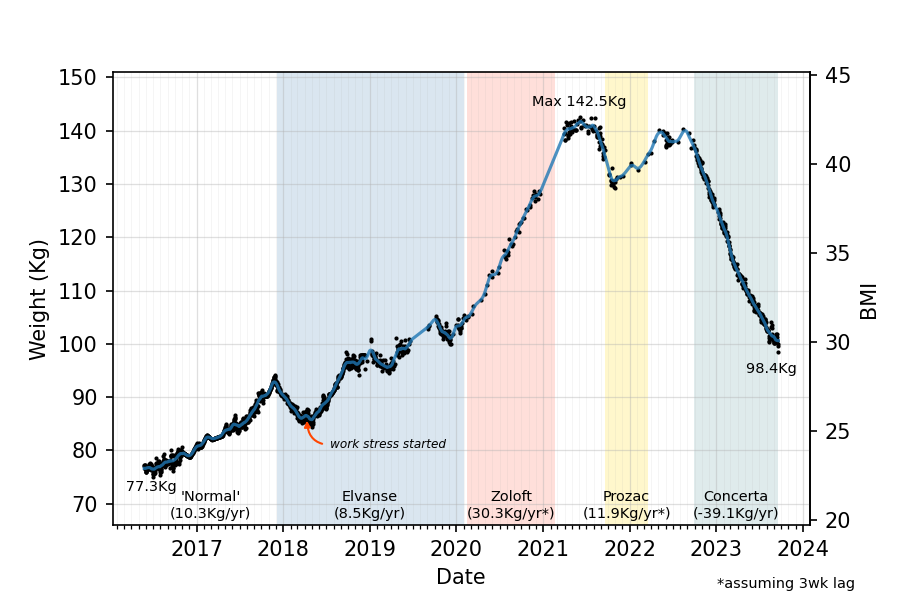 150
140
130
120
110
100
90
80
70
Weight (Kg)
45
40
35
30
25
20
BMI
Max 142.5Kg
98.4Kg
work stress started
77.3Kg
'Normal'
(10.3Kg/yr)
Elvanse
(8.5Kg/yr)
Zoloft
(30.3Kg/yr*)
Prozac
(11.9Kg/yr*)
Concerta
(-39.1Kg/yr)
2017 2018 2019 2020 2021 2022 2023 2024
Date
*assuming 3wk lag